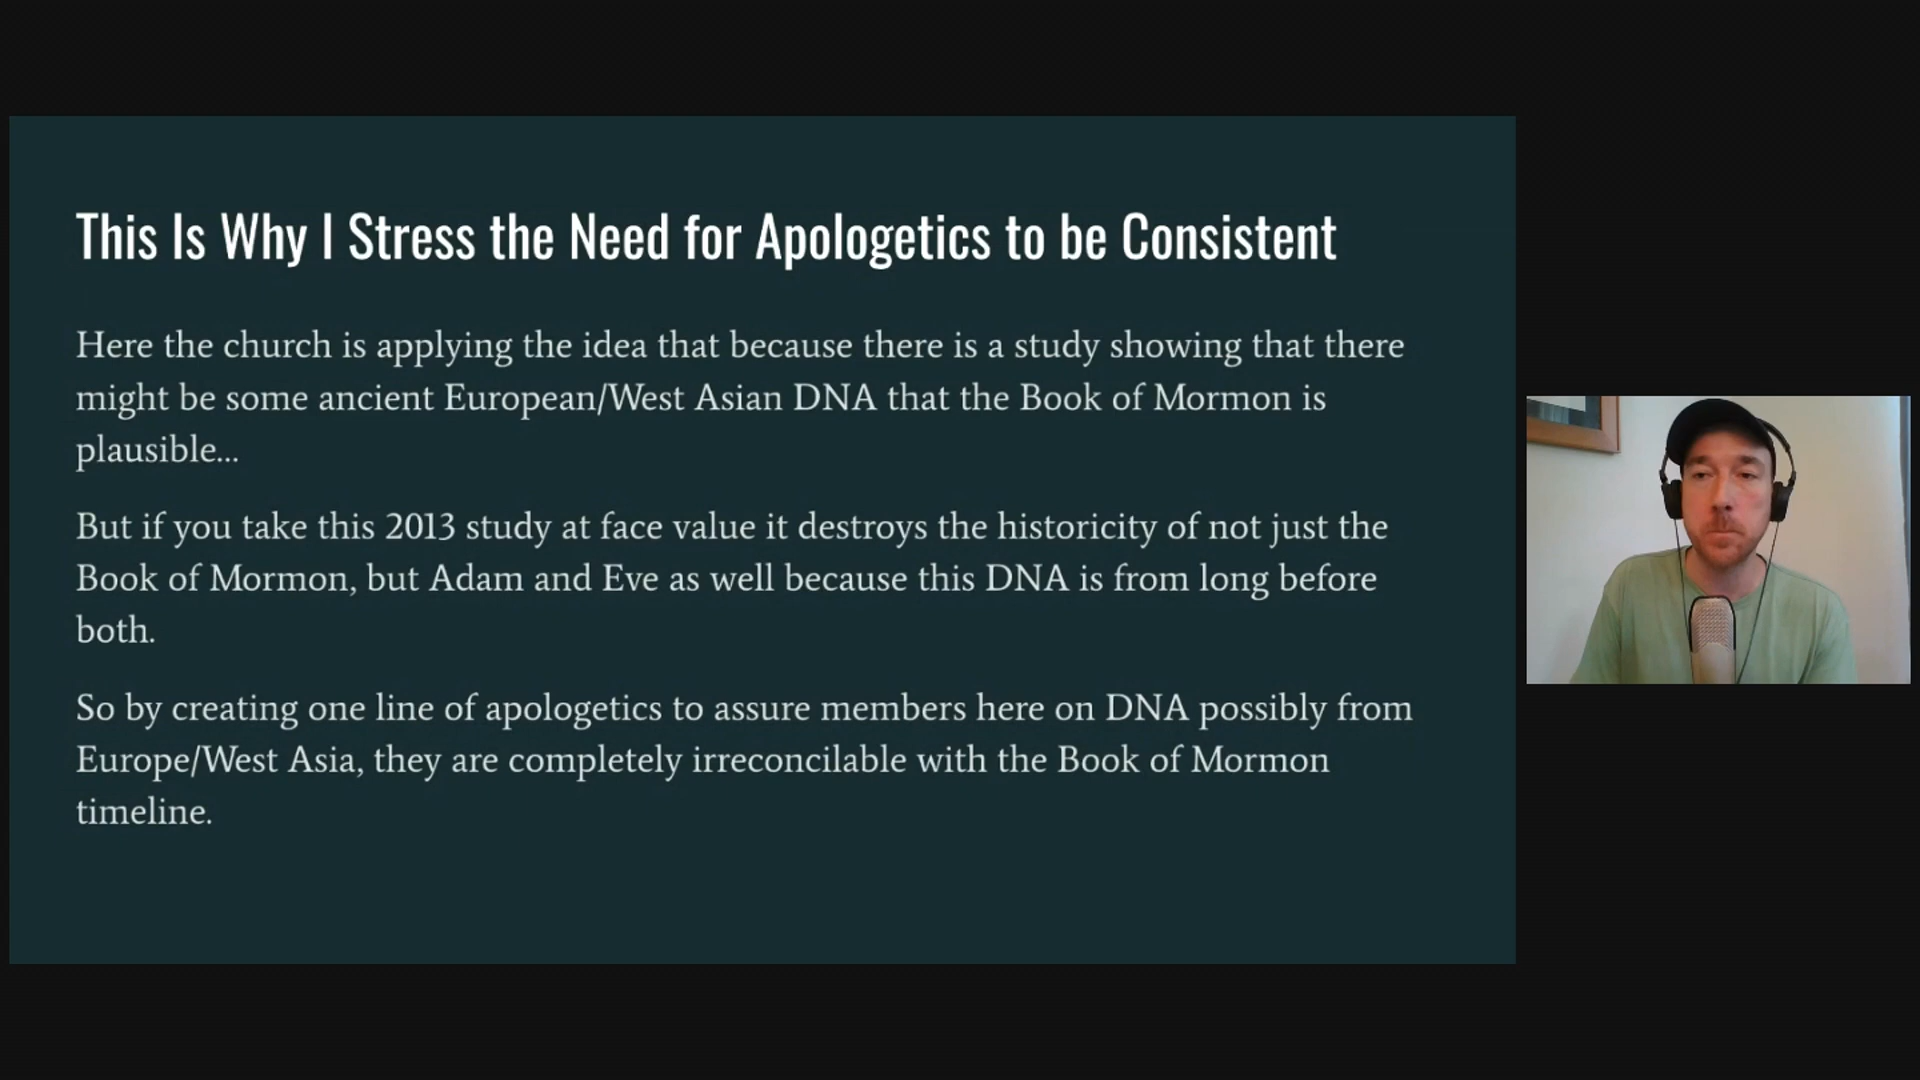 This Is Why I Stress the Need for Apologetics to be Consistent
Here the church is applying the idea that because there is a study showing that there
might be some ancient European/West Asian DNA that the Book of Mormon is
plausible...
But if you take this 2013 study at face value it destroys the historicity of not just the
Book of Mormon, but Adam and Eve as well because this DNA is from long before
both.
So by creating one line of apologetics to assure members here on DNA possibly from
Europe/West Asia, they are completely irreconcilable with the Book of Mormon
timeline.